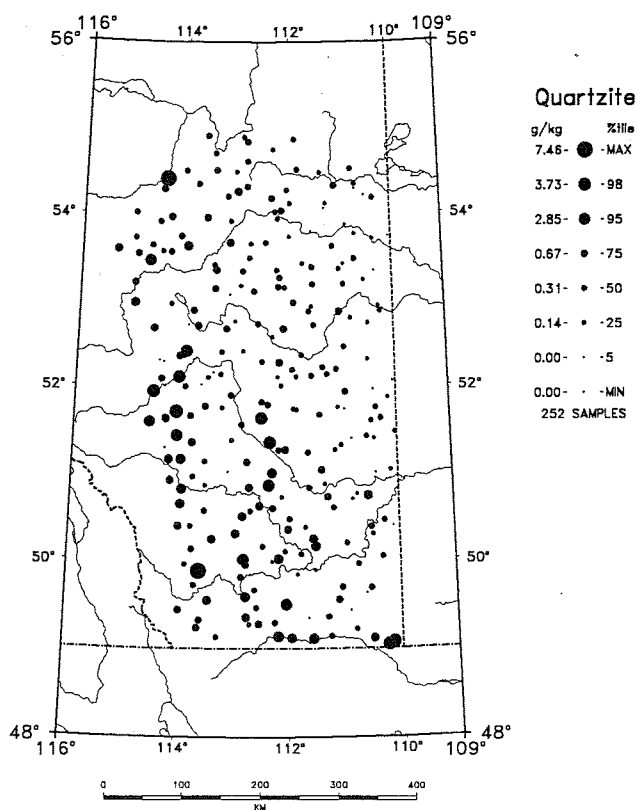 116° 114° 112° 110° 109°
56° 56°
54° 54°
52° 52°
50° 50°
48° 48°
116° 114° 112° 110° 109°
Quartzite
g/kg %tile
7.46- -MAX
3.73- -98
2.85- -95
0.67- -75
0.31- -50
0.14- -25
0.00- -5
0.00- -MIN
252 SAMPLES
0 100 200 300 400
KM